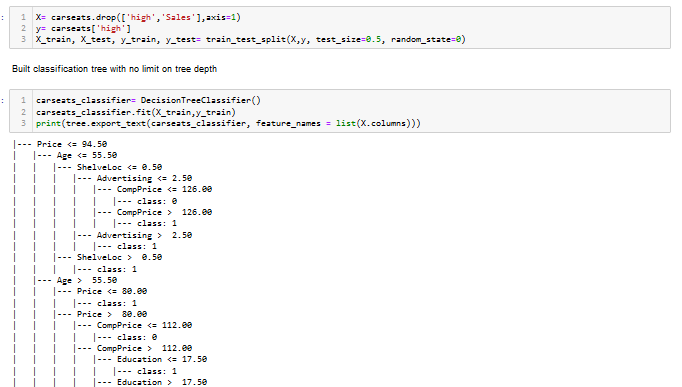 1 X= carseats.drop(['high','Sales'],axis=1)
2 y= carseats['high']
3 X_train, X_test, y_train, y_test= train_test_split(X,y, test_size=0.5, random_state=0)
Built classification tree with no limit on tree depth
1 carseats_classifier= DecisionTreeClassifier()
2 carseats_classifier.fit(X_train,y_train)
3 print(tree.export_text(carseats_classifier, feature_names = list(X.columns)))
|--- Price <= 94.50
|   |--- Age <= 55.50
|   |   |--- ShelveLoc <= 0.50
|   |   |   |--- Advertising <= 2.50
|   |   |   |   |--- CompPrice <= 126.00
|   |   |   |   |   |--- class: 0
|   |   |   |   |--- CompPrice >  126.00
|   |   |   |   |   |--- class: 1
|   |   |   |--- Advertising >  2.50
|   |   |   |   |--- class: 1
|   |   |--- ShelveLoc >  0.50
|   |   |   |--- class: 1
|   |--- Age >  55.50
|   |   |--- Price <= 80.00
|   |   |   |--- class: 1
|   |   |--- Price >  80.00
|   |   |   |--- CompPrice <= 112.00
|   |   |   |   |--- class: 0
|   |   |   |--- CompPrice >  112.00
|   |   |   |   |--- Education <= 17.50
|   |   |   |   |   |--- class: 1
|   |   |   |   |--- Education >  17.50